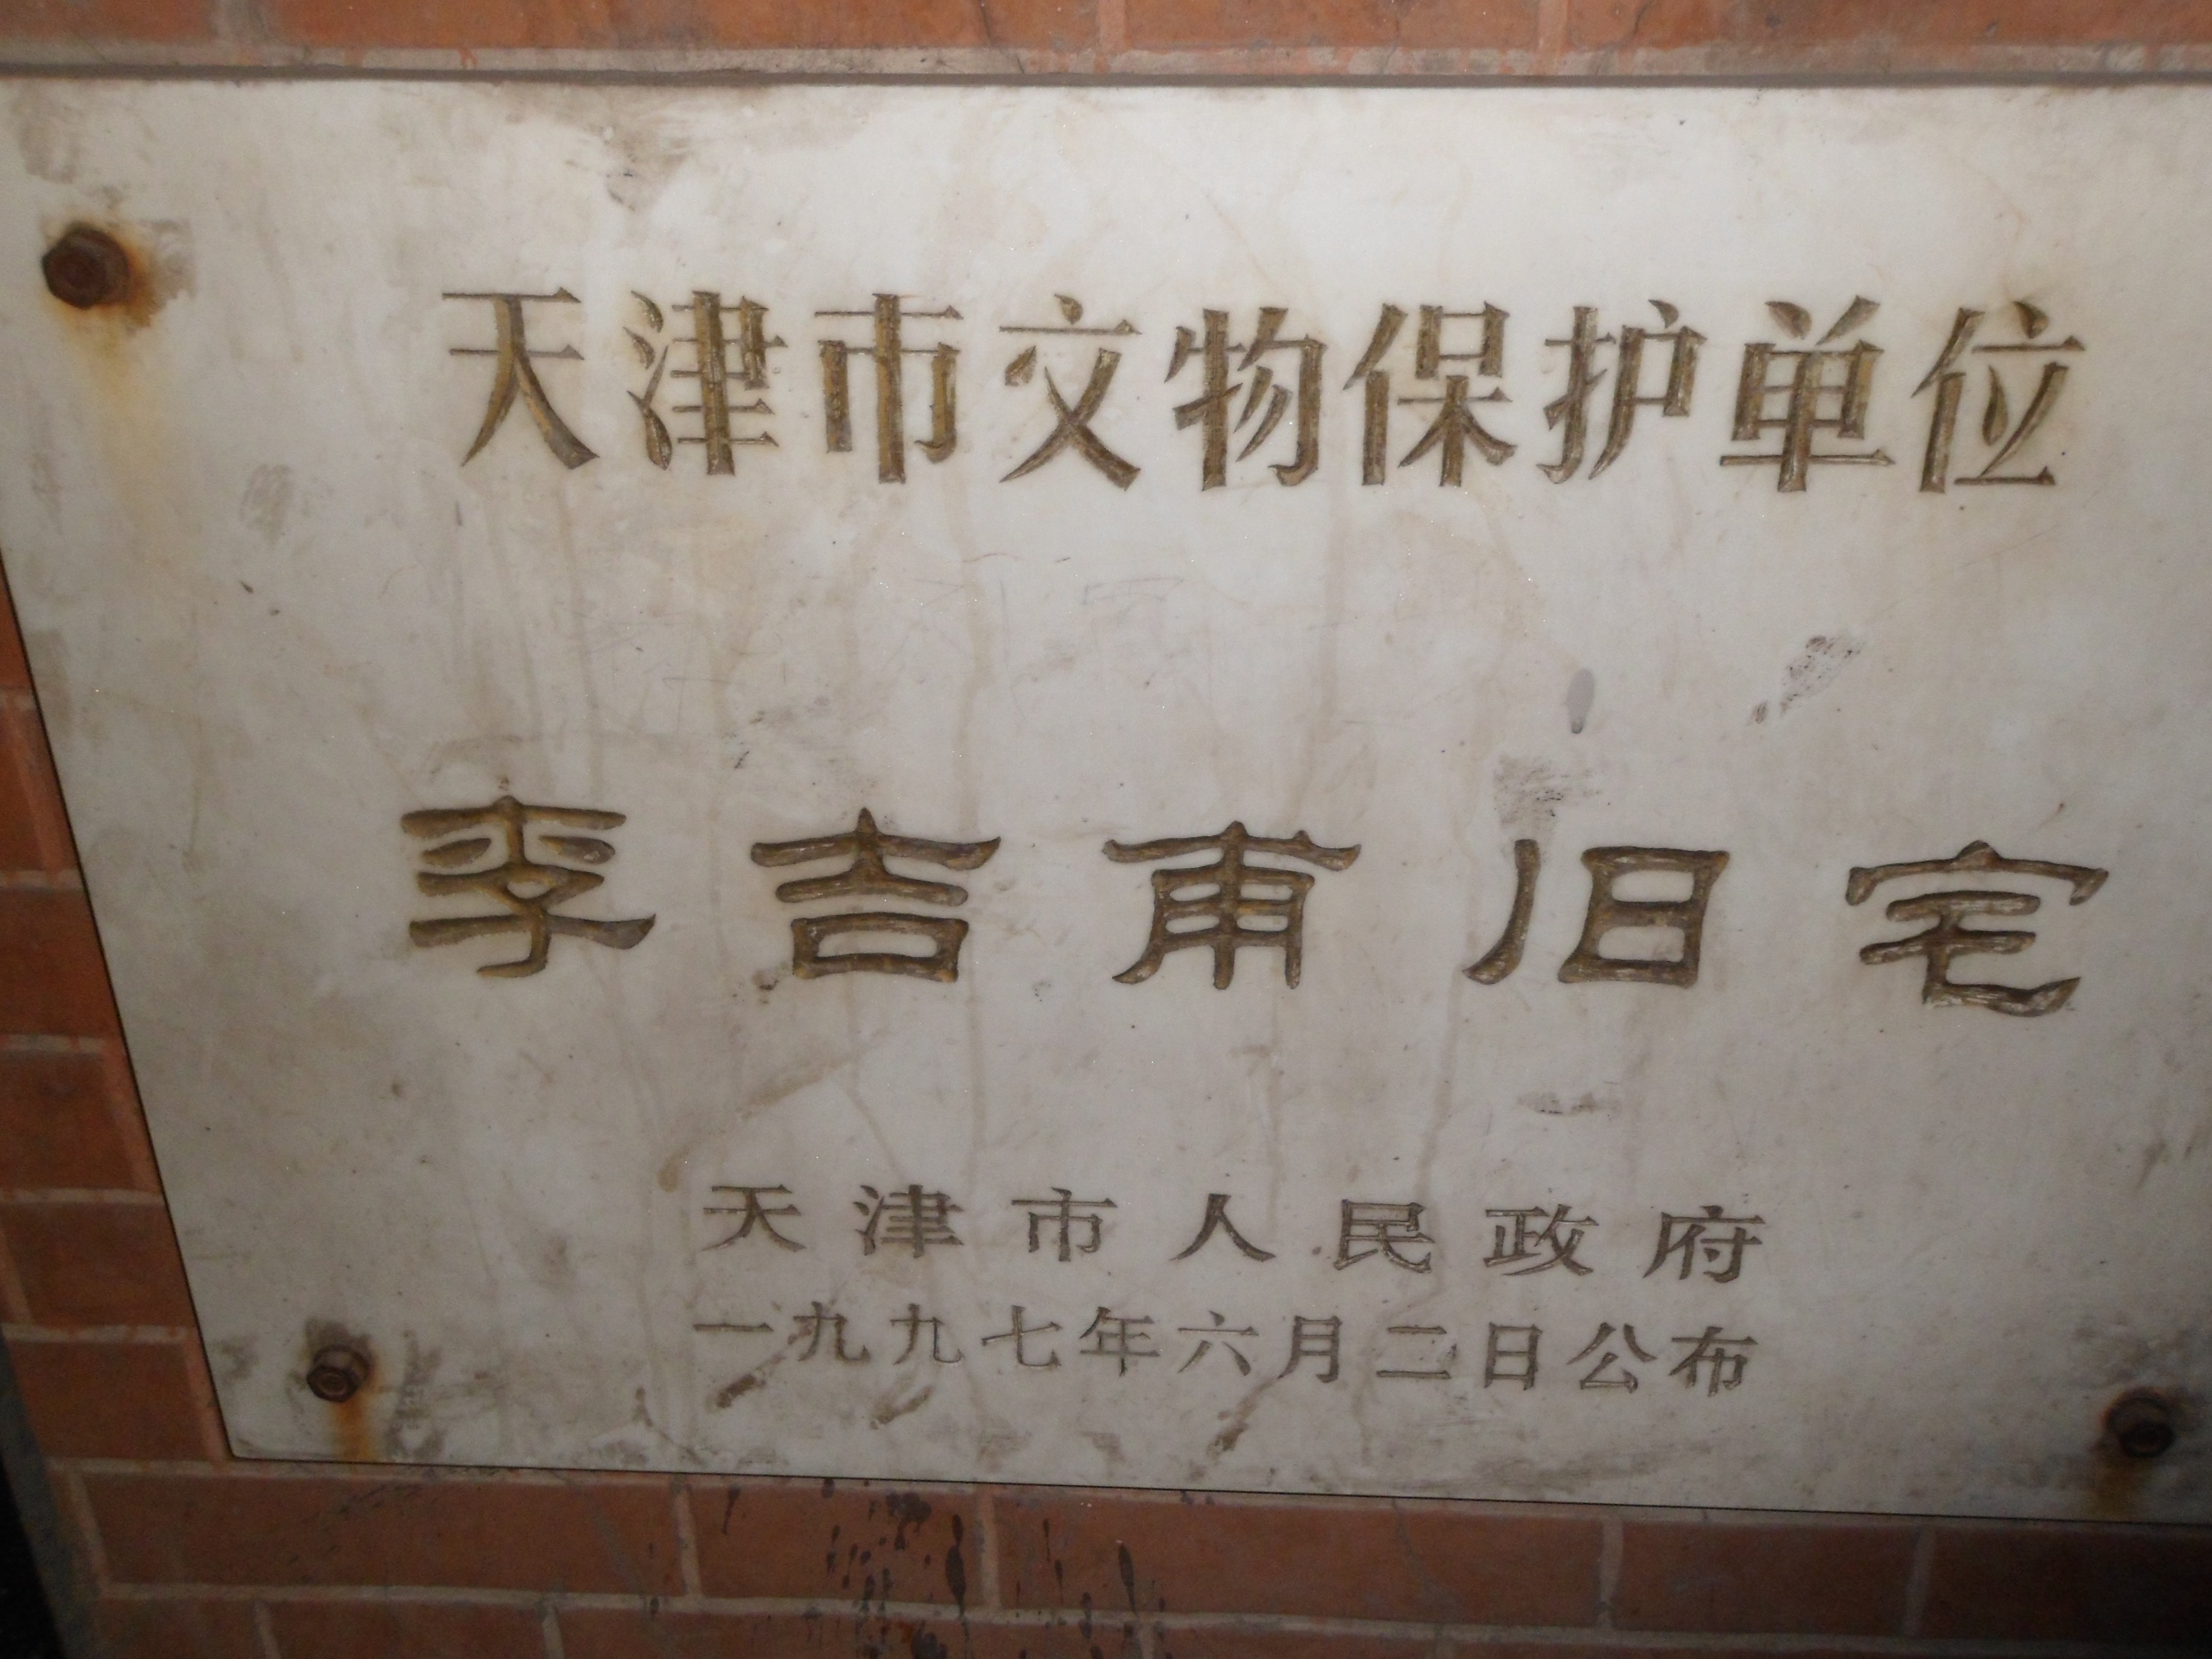 天津市文物保护单位
李吉甫旧宅
天津市人民政府
一九九七年六月二日公布